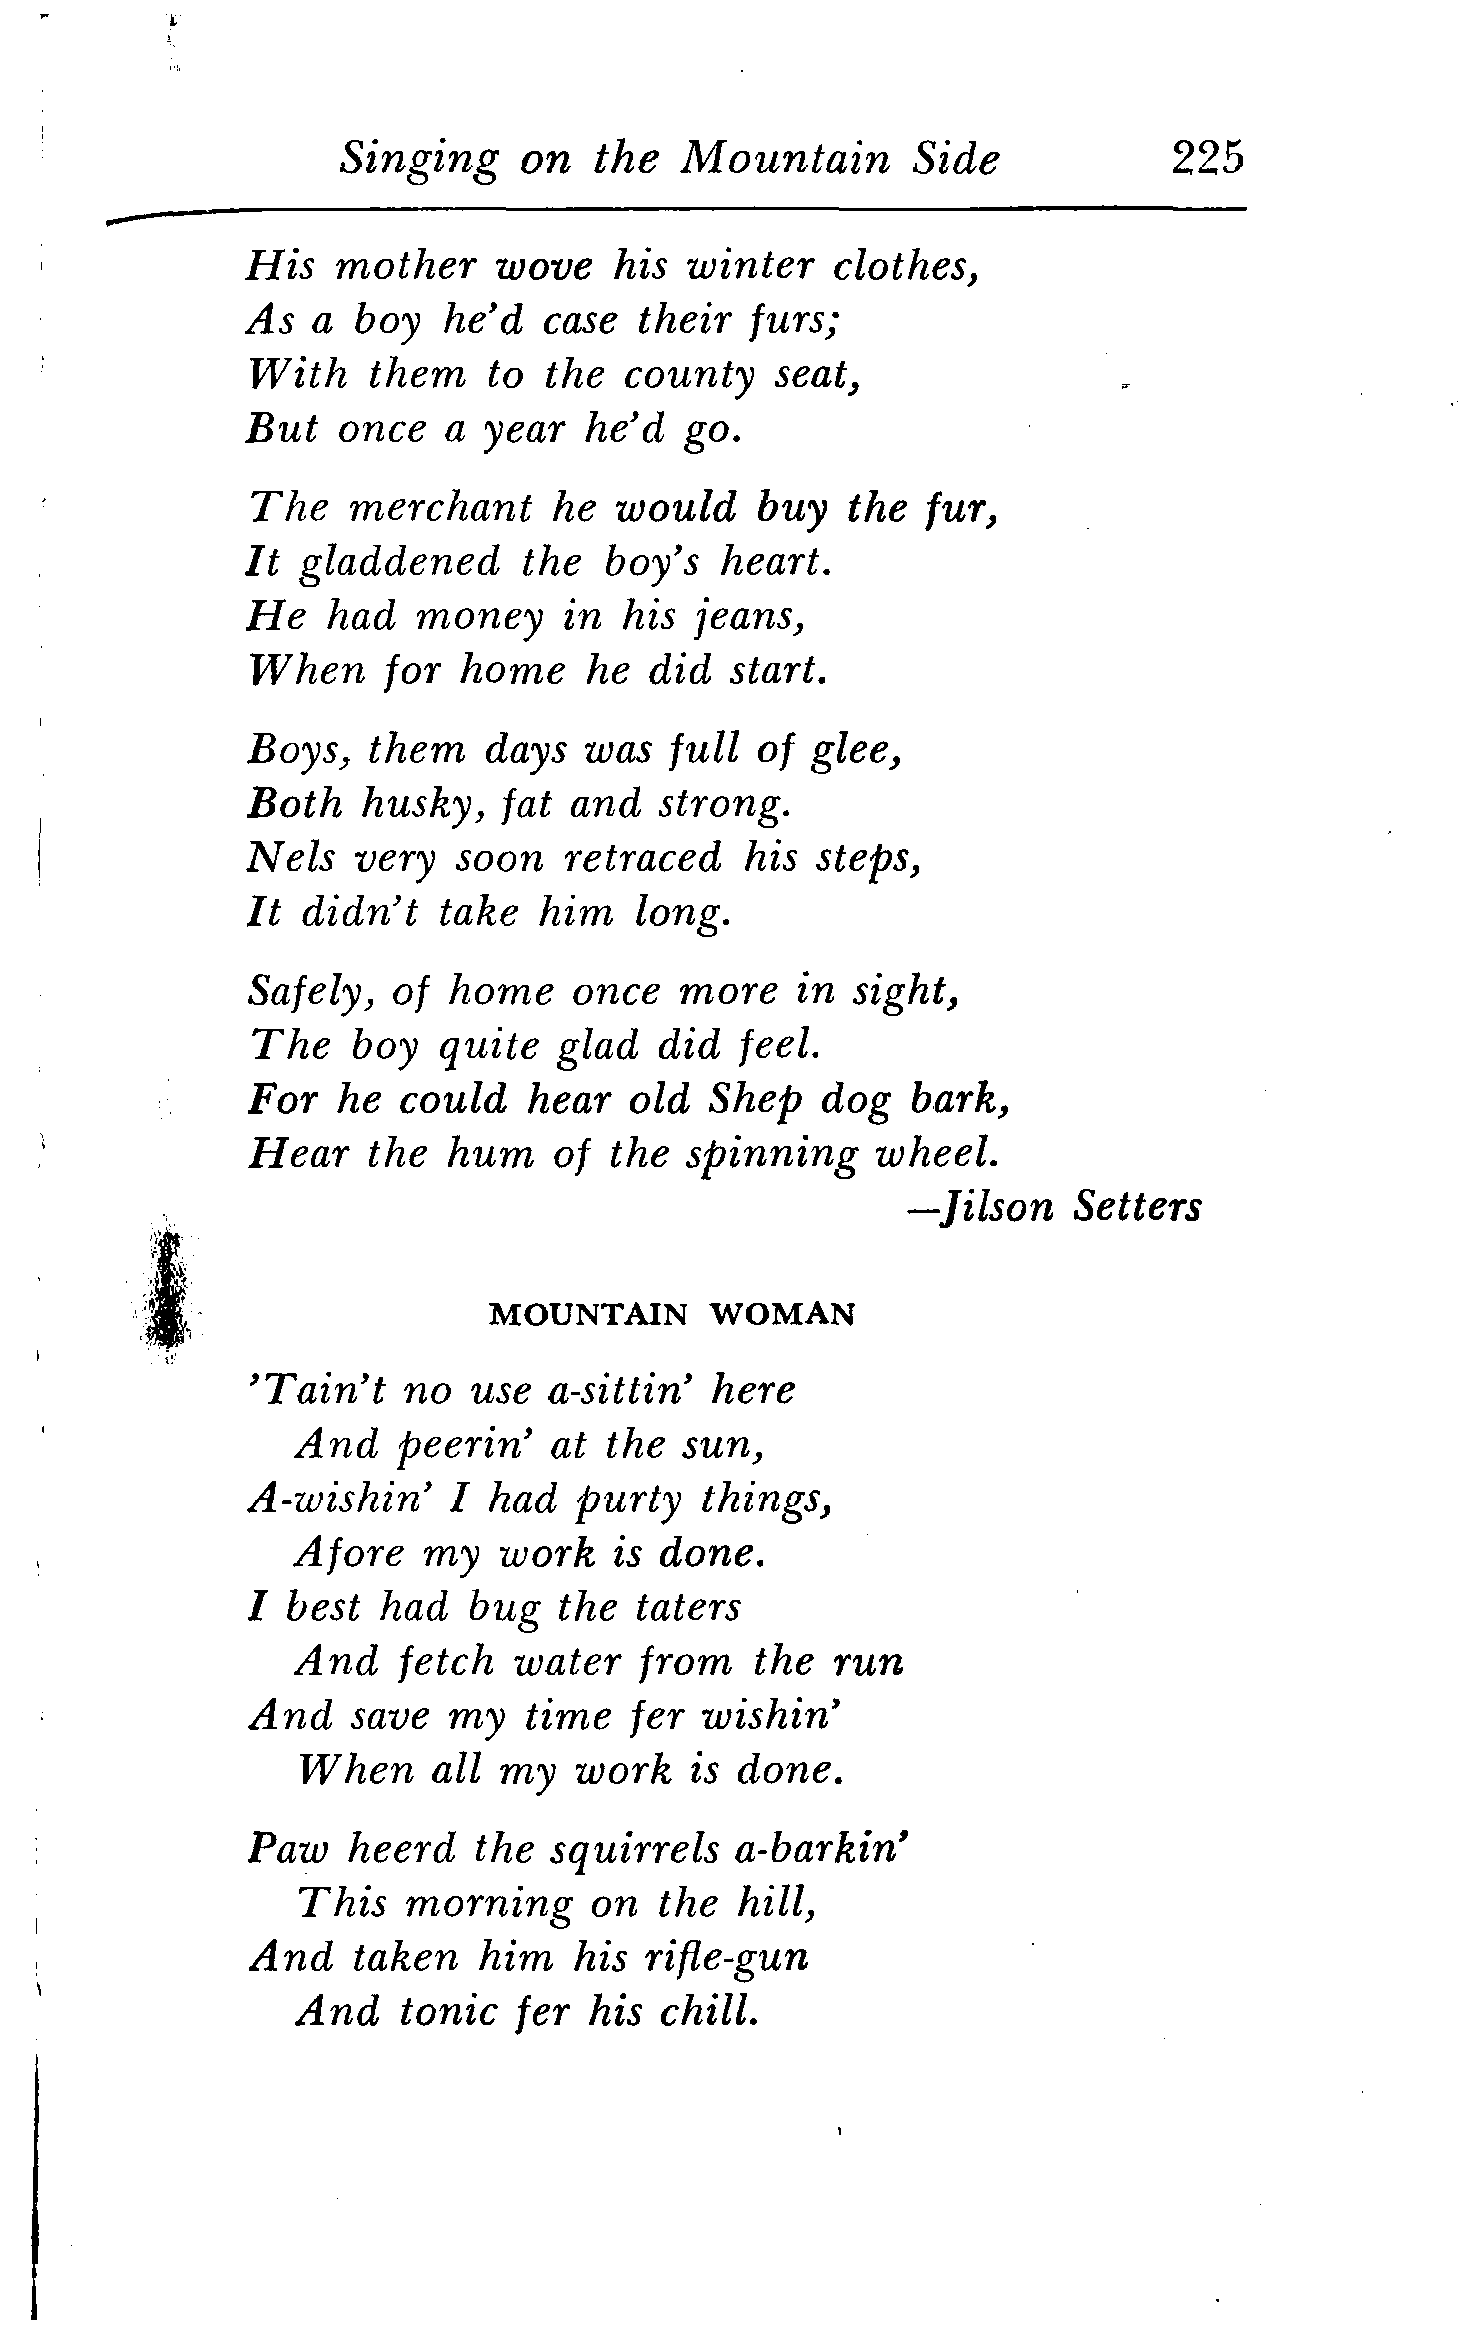 Singing on the Mountain Side 225
His mother wove his winter clothes,
As a boy he'd case their furs;
With them to the county seat,
But once a year he'd go.
The merchant he would buy the fur,
It gladdened the boy's heart.
He had money in his jeans,
When for home he did start.
Boys, them days was full of glee,
Both husky, fat and strong.
Nels very soon retraced his steps,
It didn't take him long.
Safely, of home once more in sight,
The boy quite glad did feel.
For he could hear old Shep dog bark,
Hear the hum of the spinning wheel.
—Jilson Setters
MOUNTAIN WOMAN
'Tain't no use a-sittin' here
And peerin' at the sun,
A-wishin' I had purty things,
Afore my work is done.
I best had bug the taters
And fetch water from the run
And save my time fer wishin'
When all my work is done.
Paw heerd the squirrels a-barkin'
This morning on the hill,
And taken him his rifle-gun
And tonic fer his chill.